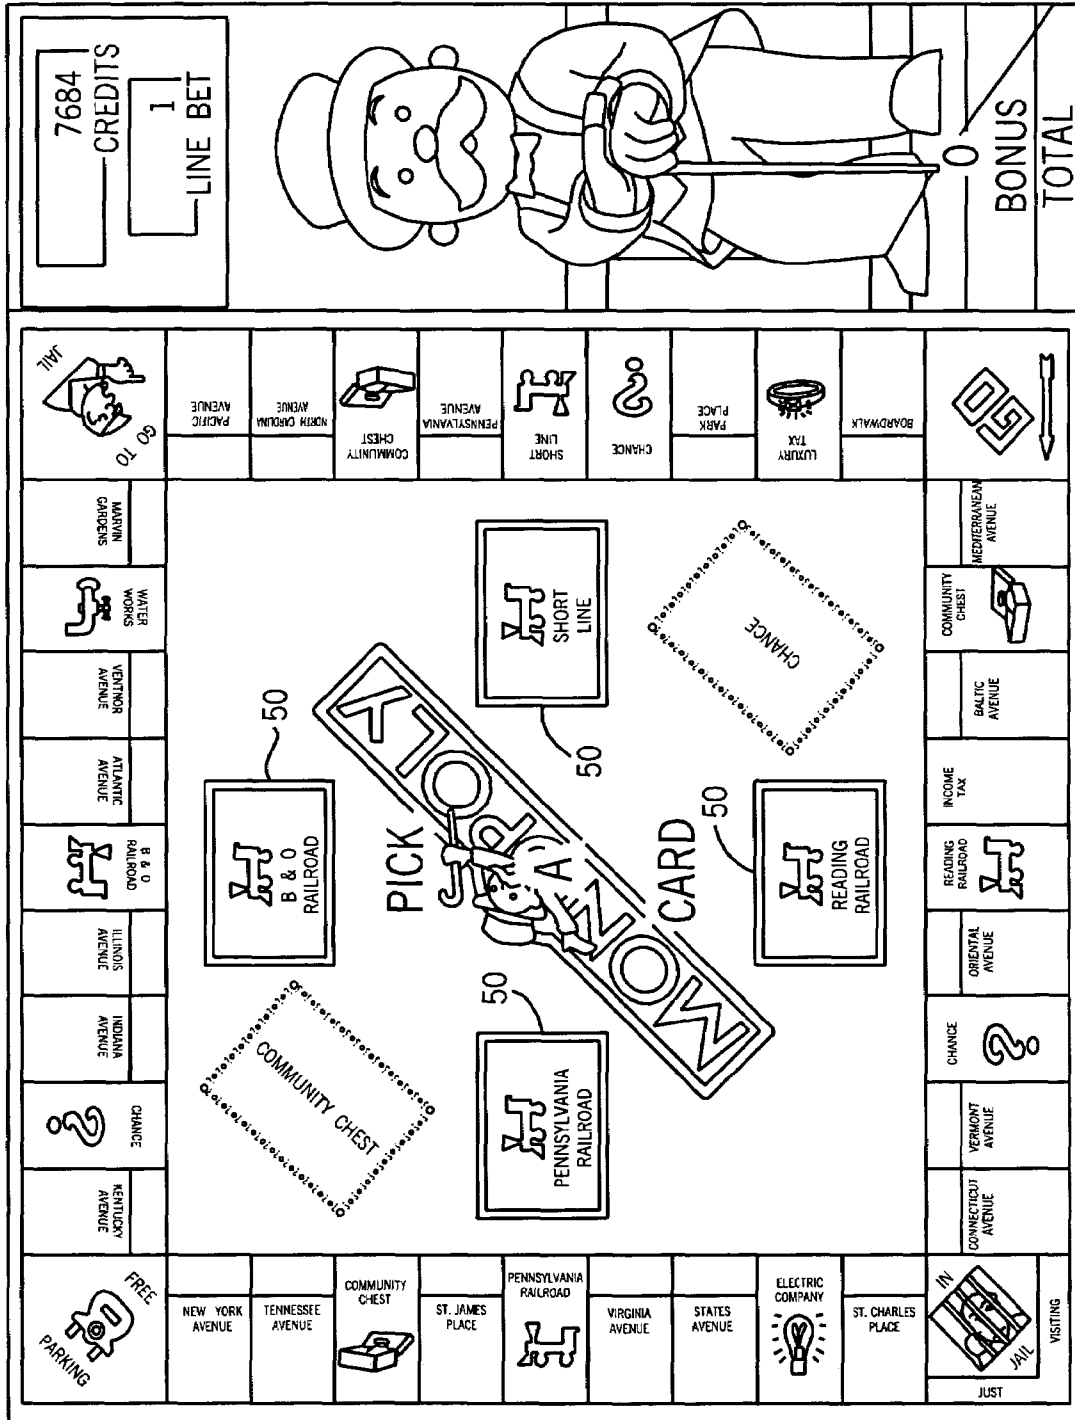 7684
CREDITS
1
LINE BET
0
BONUS
TOTAL
GO TO
JAIL
PACIFIC
AVENUE
NORTH CAROLINA
AVENUE
COMMUNITY
CHEST
PENNSYLVANIA
AVENUE
SHORT
LINE
CHANCE
PARK
PLACE
LUXURY
TAX
BOARDWALK
GO
MARVIN
GARDENS
WATER
WORKS
VENTNOR
AVENUE
ATLANTIC
AVENUE
B & O
RAILROAD
ILLINOIS
AVENUE
INDIANA
AVENUE
CHANCE
KENTUCKY
AVENUE
FREE
PARKING
50
B & O
RAILROAD
SHORT
LINE
50
CHANCE
MONOPOLY
PICK
A
CARD
50
READING
RAILROAD
50
PENNSYLVANIA
RAILROAD
COMMUNITY CHEST
MEDITERRANEAN
AVENUE
COMMUNITY
CHEST
BALTIC
AVENUE
INCOME
TAX
READING
RAILROAD
ORIENTAL
AVENUE
CHANCE
VERMONT
AVENUE
CONNECTICUT
AVENUE
NEW YORK
AVENUE
TENNESSEE
AVENUE
COMMUNITY
CHEST
ST. JAMES
PLACE
PENNSYLVANIA
RAILROAD
VIRGINIA
AVENUE
STATES
AVENUE
ELECTRIC
COMPANY
ST. CHARLES
PLACE
IN
JAIL
JUST
VISITING